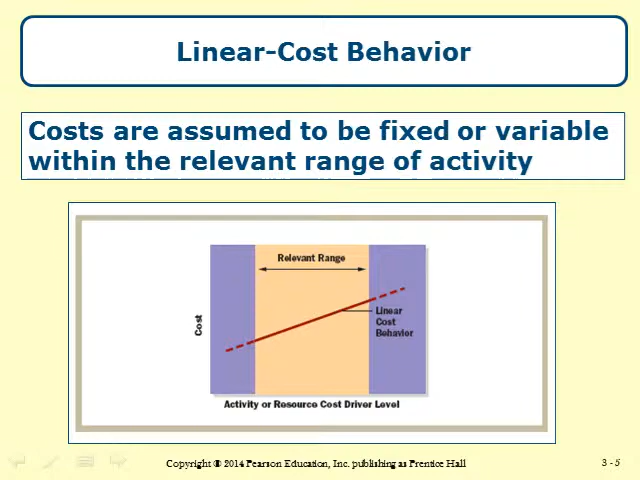 Linear-Cost Behavior
Costs are assumed to be fixed or variable
within the relevant range of activity
Relevant Range
Linear
Cost
Behavior
Cost
Activity or Resource Cost Driver Level
Copyright © 2014 Pearson Education, Inc. publishing as Prentice Hall
3 - 5